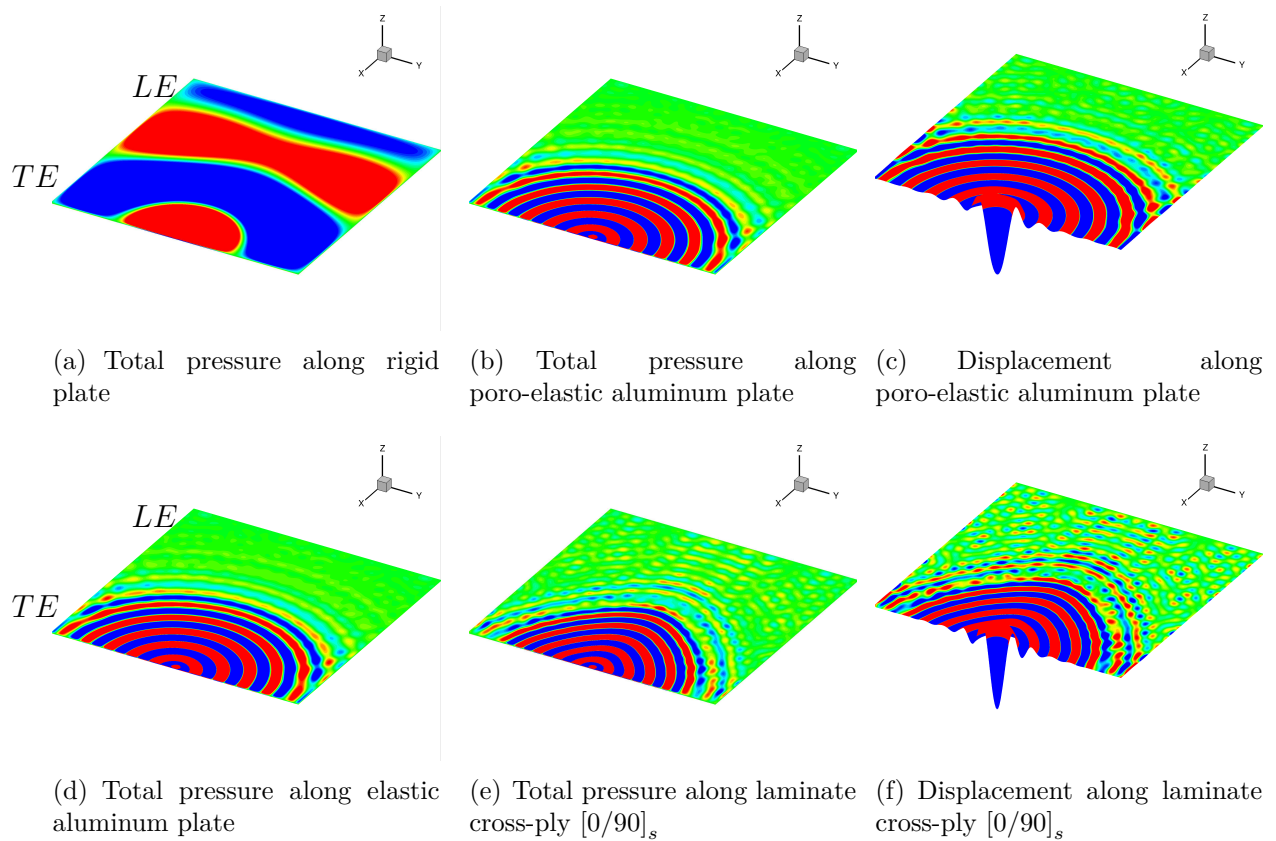 Z
Z
Z
X
Y
X
Y
X
Y
LE
TE
(a) Total pressure along rigid
plate
(b) Total pressure along
poro-elastic aluminum plate
(c) Displacement along
poro-elastic aluminum plate
Z
Z
Z
X
Y
X
Y
X
Y
LE
TE
(d) Total pressure along elastic
aluminum plate
(e) Total pressure along laminate
cross-ply [0/90]s
(f) Displacement along laminate
cross-ply [0/90]s